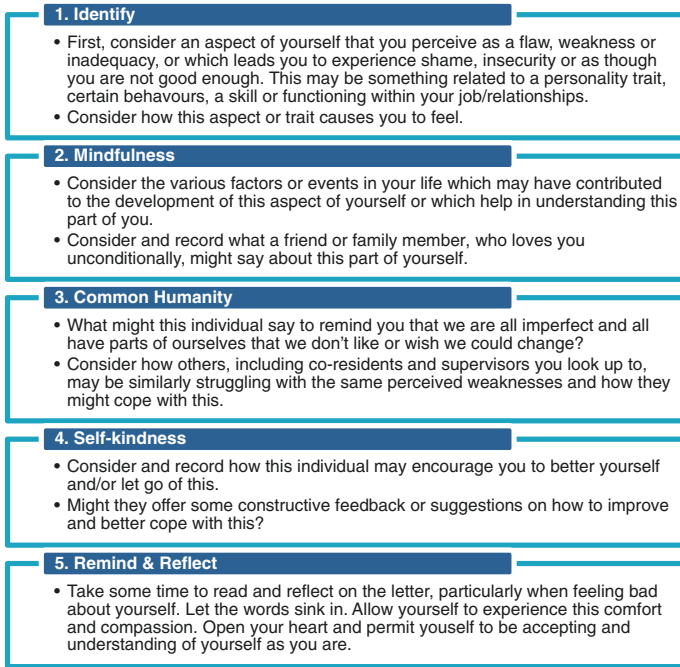 1. Identify
• First, consider an aspect of yourself that you perceive as a flaw, weakness or
inadequacy, or which leads you to experience shame, insecurity or as though
you are not good enough. This may be something related to a personality trait,
certain behavours, a skill or functioning within your job/relationships.
• Consider how this aspect or trait causes you to feel.
2. Mindfulness
• Consider the various factors or events in your life which may have contributed
to the development of this aspect of yourself or which help in understanding this
part of you.
• Consider and record what a friend or family member, who loves you
unconditionally, might say about this part of yourself.
3. Common Humanity
• What might this individual say to remind you that we are all imperfect and all
have parts of ourselves that we don't like or wish we could change?
• Consider how others, including co-residents and supervisors you look up to,
may be similarly struggling with the same perceived weaknesses and how they
might cope with this.
4. Self-kindness
• Consider and record how this individual may encourage you to better yourself
and/or let go of this.
• Might they offer some constructive feedback or suggestions on how to improve
and better cope with this?
5. Remind & Reflect
• Take some time to read and reflect on the letter, particularly when feeling bad
about yourself. Let the words sink in. Allow yourself to experience this comfort
and compassion. Open your heart and permit youself to be accepting and
understanding of yourself as you are.